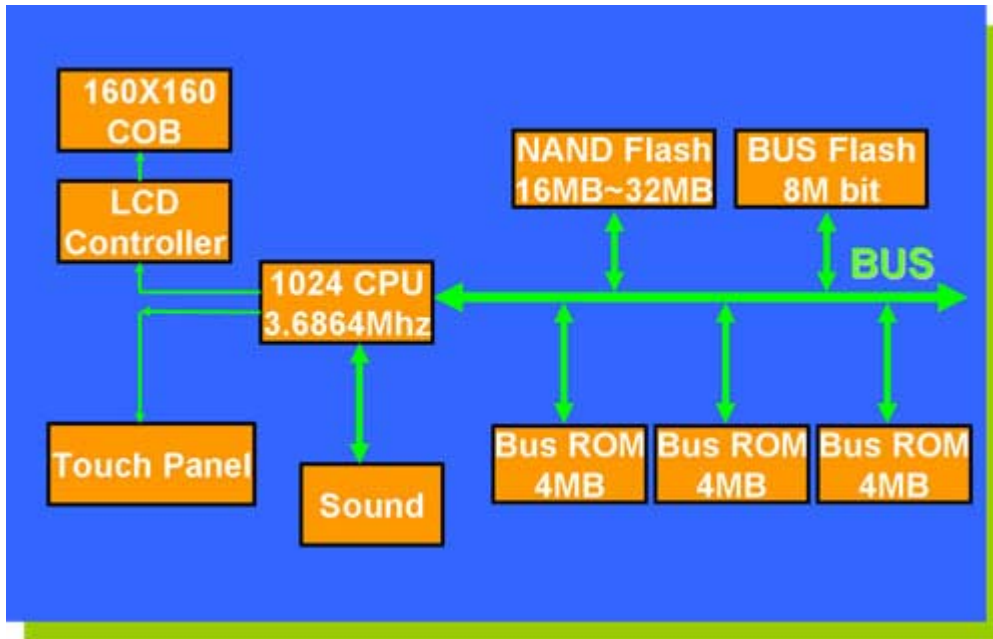 160X160
COB
LCD
Controller
1024 CPU
3.6864Mhz
Touch Panel
Sound
NAND Flash
16MB~32MB
BUS Flash
8M bit
BUS
Bus ROM
4MB
Bus ROM
4MB
Bus ROM
4MB